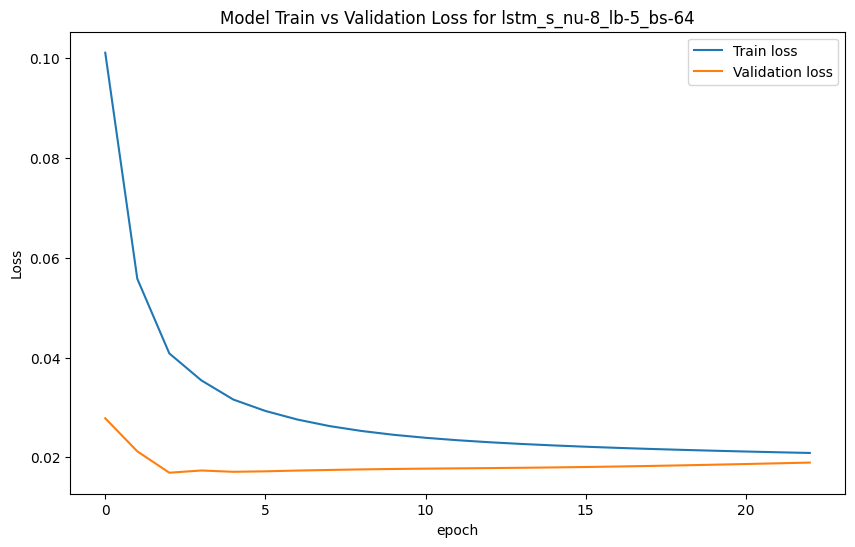 Model Train vs Validation Loss for lstm_s_nu-8_lb-5_bs-64
Train loss
Validation loss
0.10
0.08
0.06
0.04
0.02
Loss
0
5
10
15
20
epoch